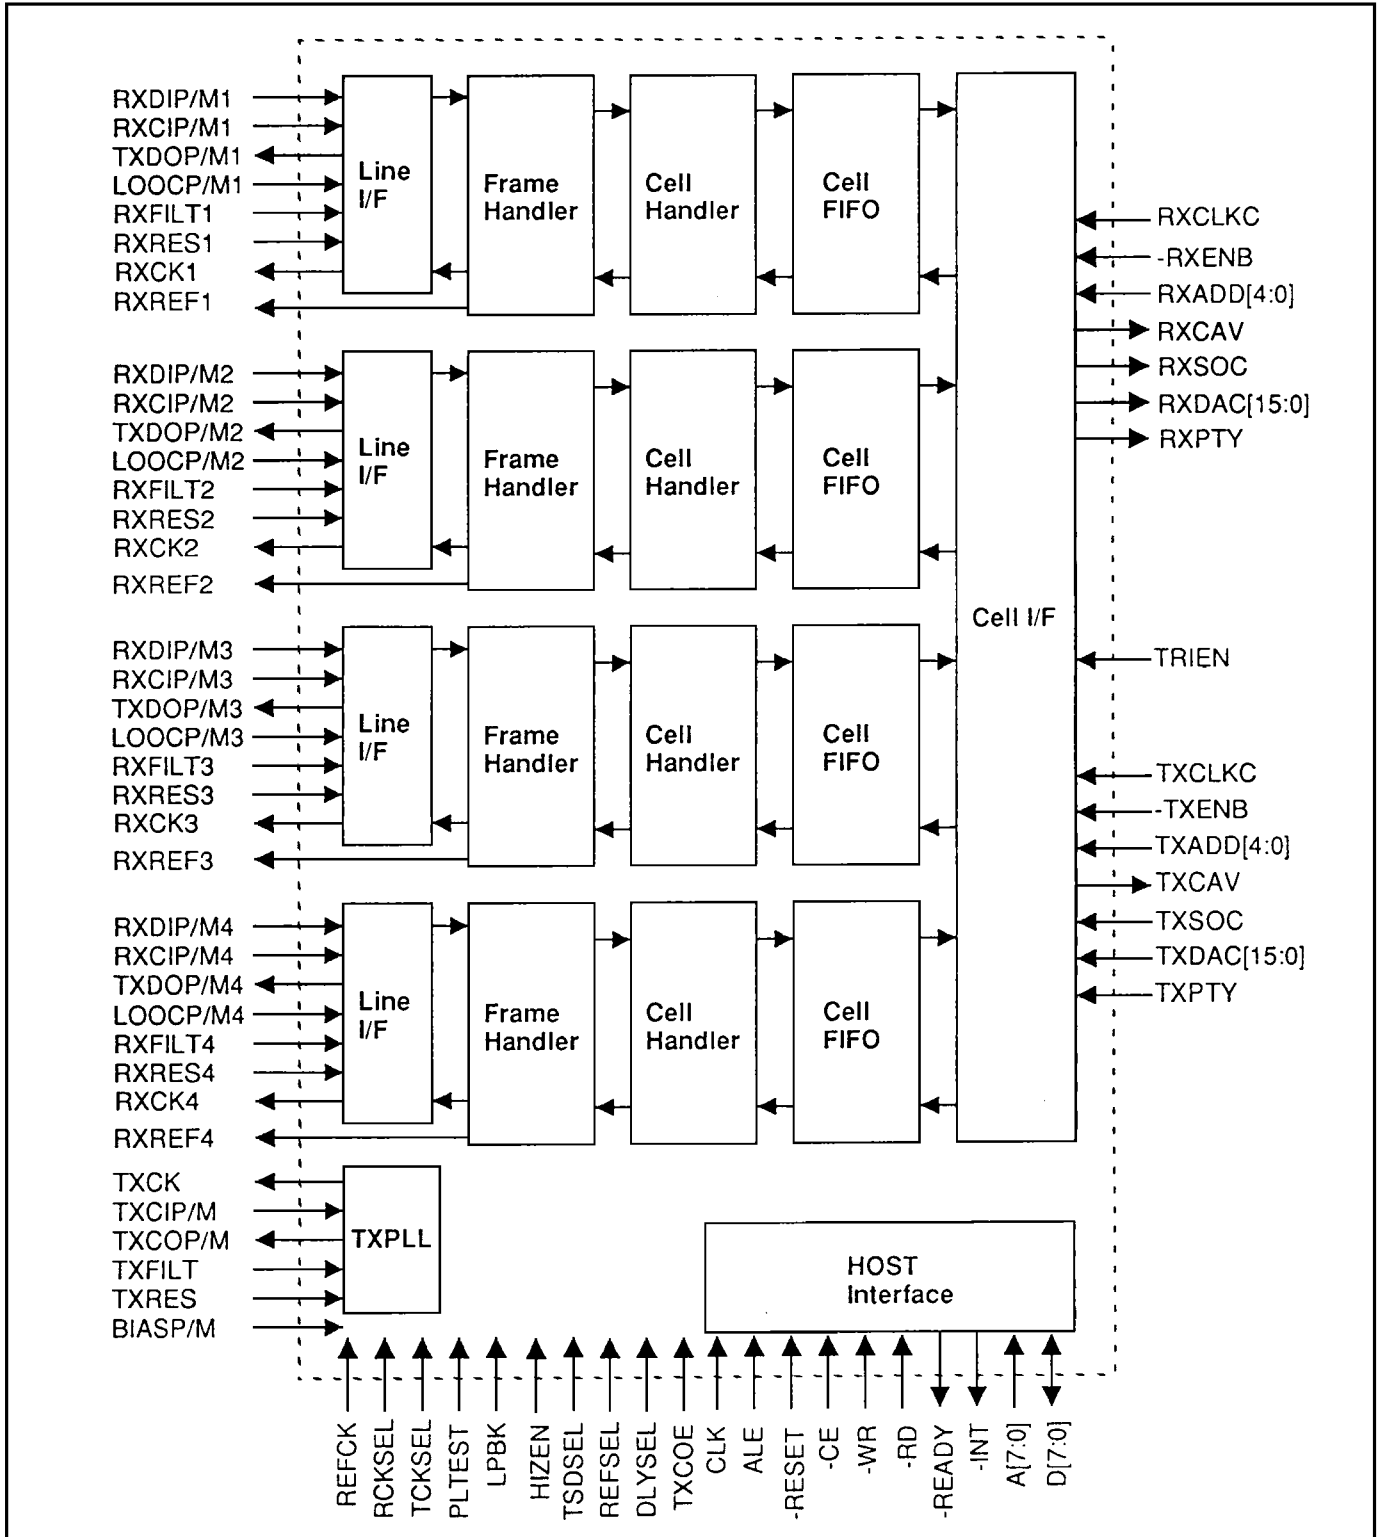 RXDIP/M1
RXCIP/M1
TXDOP/M1
LOOCP/M1
RXFILT1
RXRES1
RXCK1
RXREF1
Line
I/F
Frame
Handler
Cell
Handler
Cell
FIFO
RXDIP/M2
RXCIP/M2
TXDOP/M2
LOOCP/M2
RXFILT2
RXRES2
RXCK2
RXREF2
Line
I/F
Frame
Handler
Cell
Handler
Cell
FIFO
RXDIP/M3
RXCIP/M3
TXDOP/M3
LOOCP/M3
RXFILT3
RXRES3
RXCK3
RXREF3
Line
I/F
Frame
Handler
Cell
Handler
Cell
FIFO
RXDIP/M4
RXCIP/M4
TXDOP/M4
LOOCP/M4
RXFILT4
RXRES4
RXCK4
RXREF4
Line
I/F
Frame
Handler
Cell
Handler
Cell
FIFO
Cell I/F
RXCLKC
-RXENB
RXADD[4:0]
RXCAV
RXSOC
RXDAC[15:0]
RXPTY
TRIEN
TXCLKC
-TXENB
TXADD[4:0]
TXCAV
TXSOC
TXDAC[15:0]
TXPTY
TXCK
TXCIP/M
TXCOP/M
TXFILT
TXRES
BIASP/M
TXPLL
HOST
Interface
REFCK
RCKSEL
TCKSEL
PLTEST
LPBK
HIZEN
TSDSEL
REFSEL
DLYSEL
TXCOE
CLK
ALE
-RESET
-CE
-WR
-RD
-READY
-INT
A[7:0]
D[7:0]